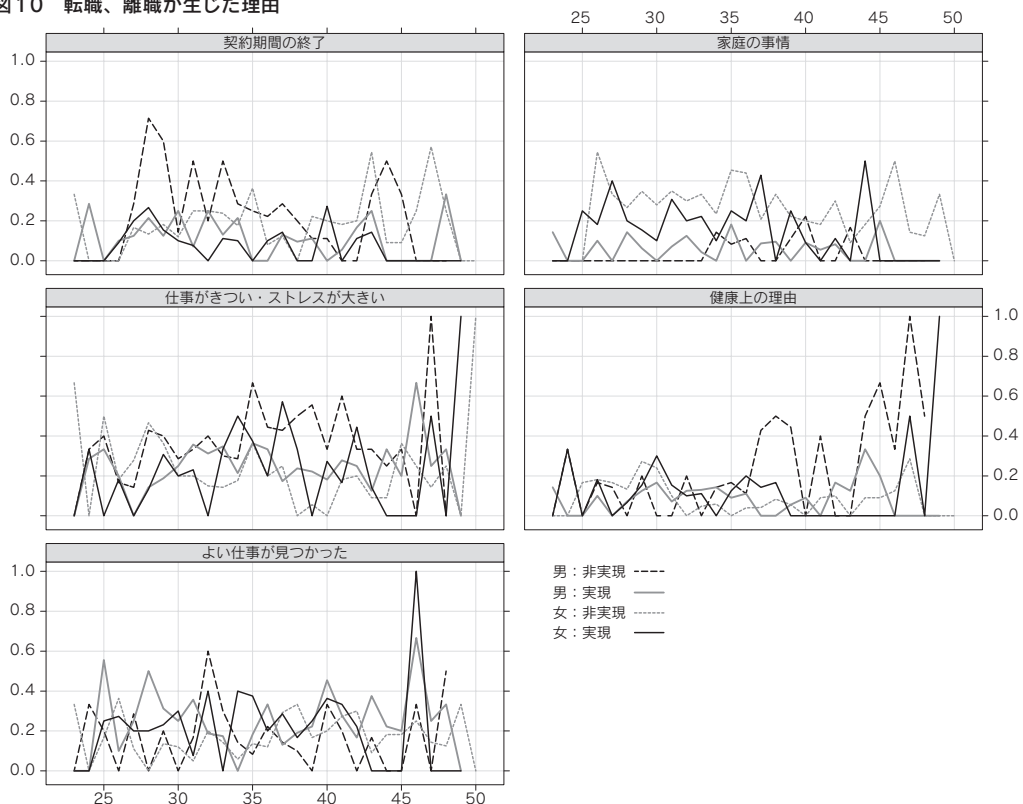 図10 転職、離職が生じた理由
25 30 35 40 45 50
契約期間の終了 家庭の事情
1.0
0.8
0.6
0.4
0.2
0.0
仕事がきつい・ストレスが大きい 健康上の理由
1.0
0.8
0.6
0.4
0.2
0.0
よい仕事が見つかった
1.0
0.8
0.6
0.4
0.2
0.0
25 30 35 40 45 50
男：非実現
男：実現
女：非実現
女：実現